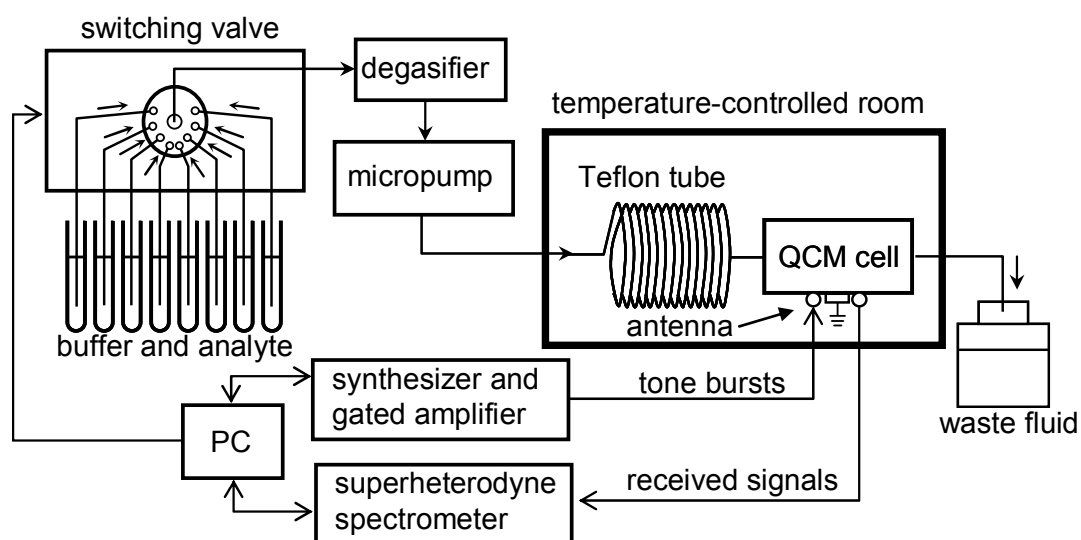 switching valve
degasifier
temperature-controlled room
micropump
Teflon tube
QCM cell
antenna
buffer and analyte
synthesizer and
gated amplifier
tone bursts
waste fluid
PC
received signals
superheterodyne
spectrometer